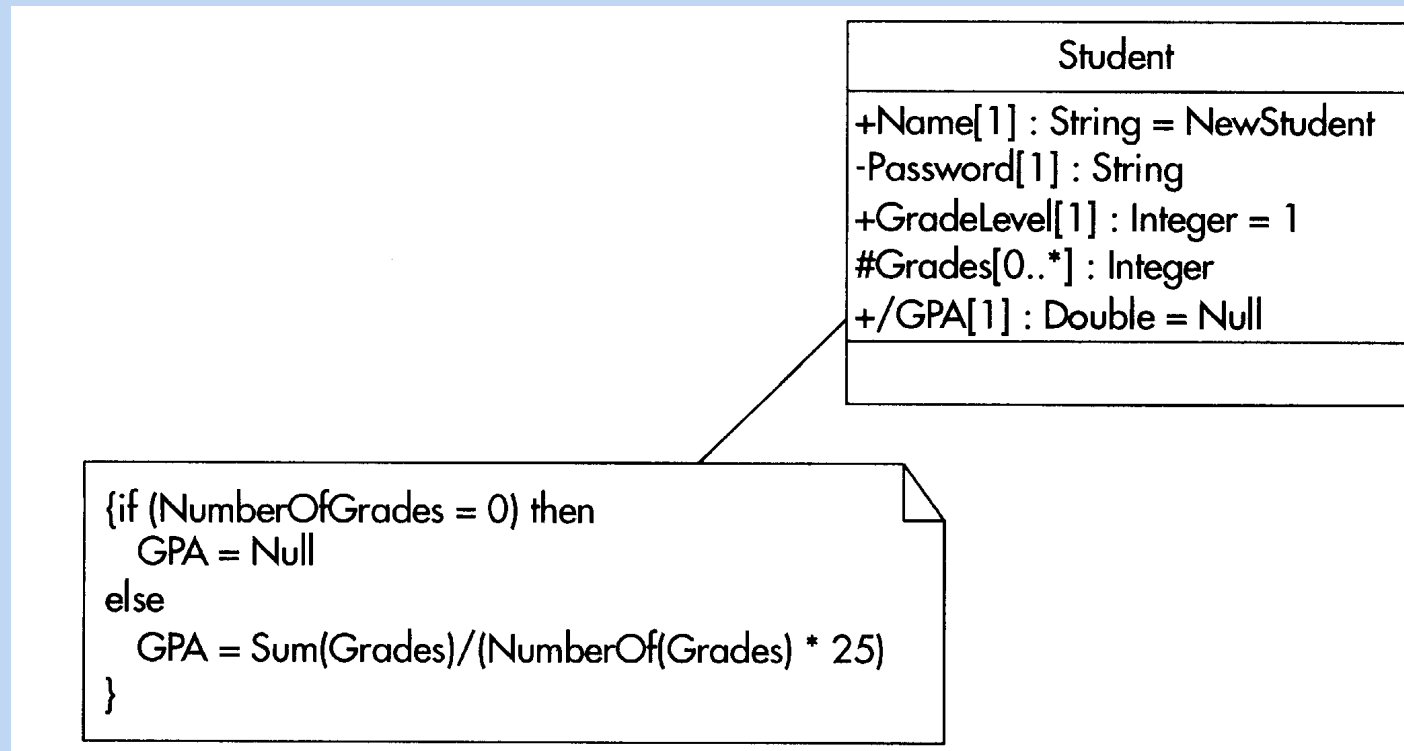 Student
+Name[1] : String = NewStudent
-Password[1] : String
+GradeLevel[1] : Integer = 1
#Grades[0..*] : Integer
+/GPA[1] : Double = Null
{if (NumberOfGrades = 0) then
GPA = Null
else
GPA = Sum(Grades)/(NumberOf(Grades) * 25)
}